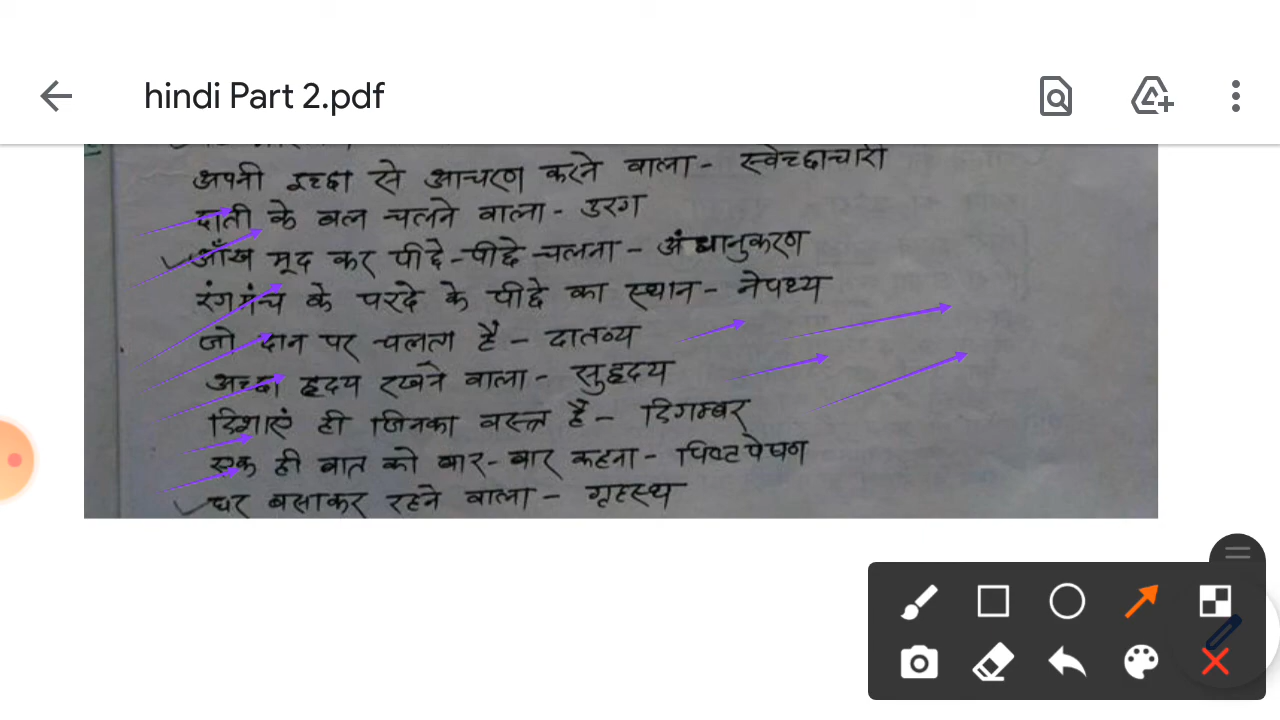 hindi Part 2.pdf
अपनी इच्छा से आचरण करने वाला - स्वेच्छाचारी
छाती के बल चलने वाला - उरग
आँख मूद कर पीछे-पीछे चलना - अंधानुकरण
रंगमंच के परदे के पीछे का स्थान - नेपथ्य
जो दान पर चलता है - दातव्य
अच्छा हृदय रखने वाला - सुहृदय
दिशाएं ही जिनका वस्त्र हैं - दिगम्बर
एक ही बात को बार-बार कहना - पिष्टपेषण
घर बसाकर रहने वाला - गृहस्थ